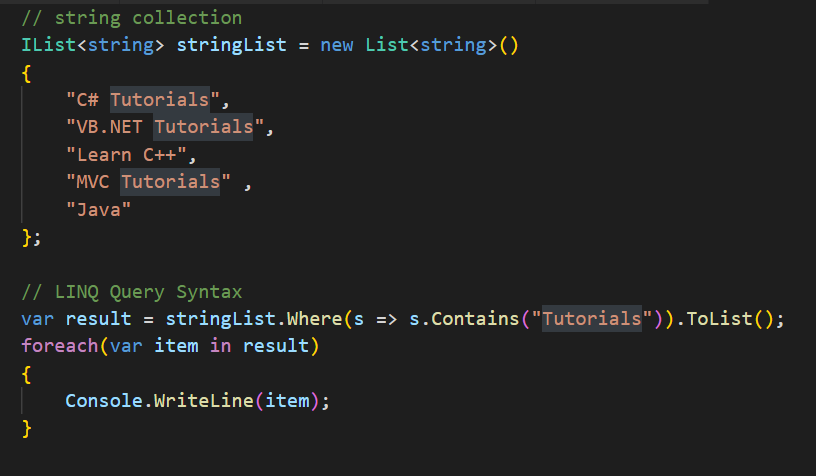 // string collection
IList<string> stringList = new List<string>()
{
    "C# Tutorials",
    "VB.NET Tutorials",
    "Learn C++",
    "MVC Tutorials" ,
    "Java"
};
// LINQ Query Syntax
var result = stringList.Where(s => s.Contains("Tutorials")).ToList();
foreach(var item in result)
{
    Console.WriteLine(item);
}